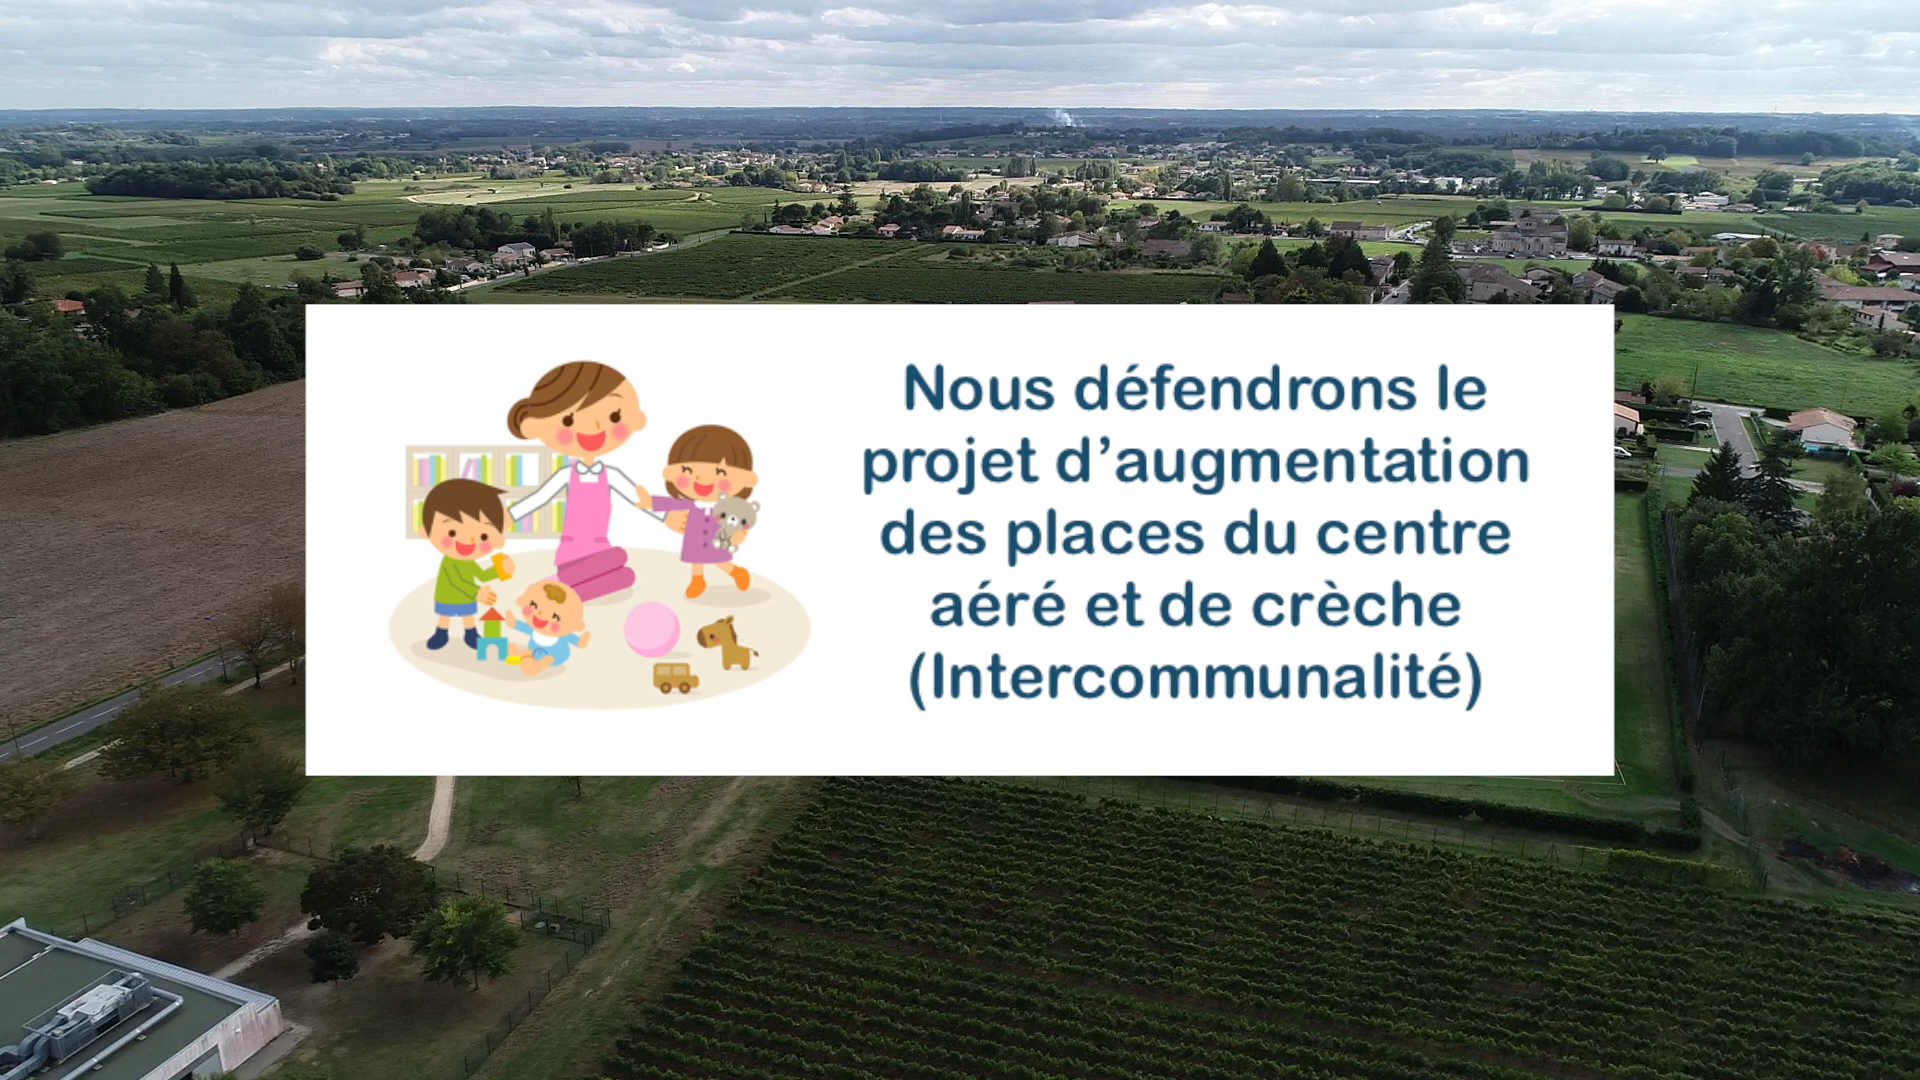 Nous défendrons le
projet d’augmentation
des places du centre
aéré et de crèche
(Intercommunalité)